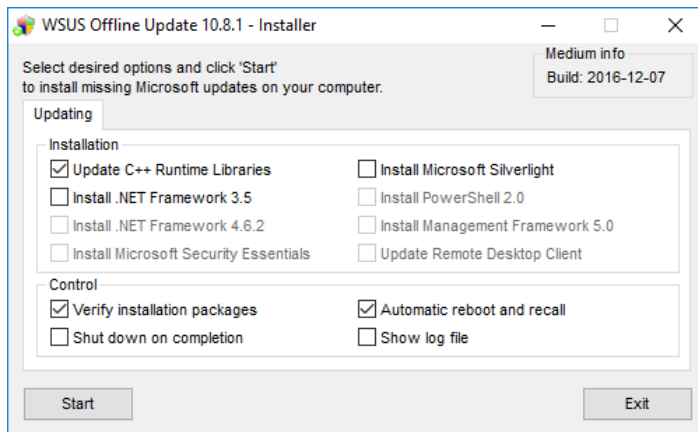 WSUS Offline Update 10.8.1 - Installer
Select desired options and click 'Start'
to install missing Microsoft updates on your computer.
Medium info
Build: 2016-12-07
Updating
Installation
Update C++ Runtime Libraries
Install Microsoft Silverlight
Install .NET Framework 3.5
Install PowerShell 2.0
Install .NET Framework 4.6.2
Install Management Framework 5.0
Install Microsoft Security Essentials
Update Remote Desktop Client
Control
Verify installation packages
Automatic reboot and recall
Shut down on completion
Show log file
Start
Exit